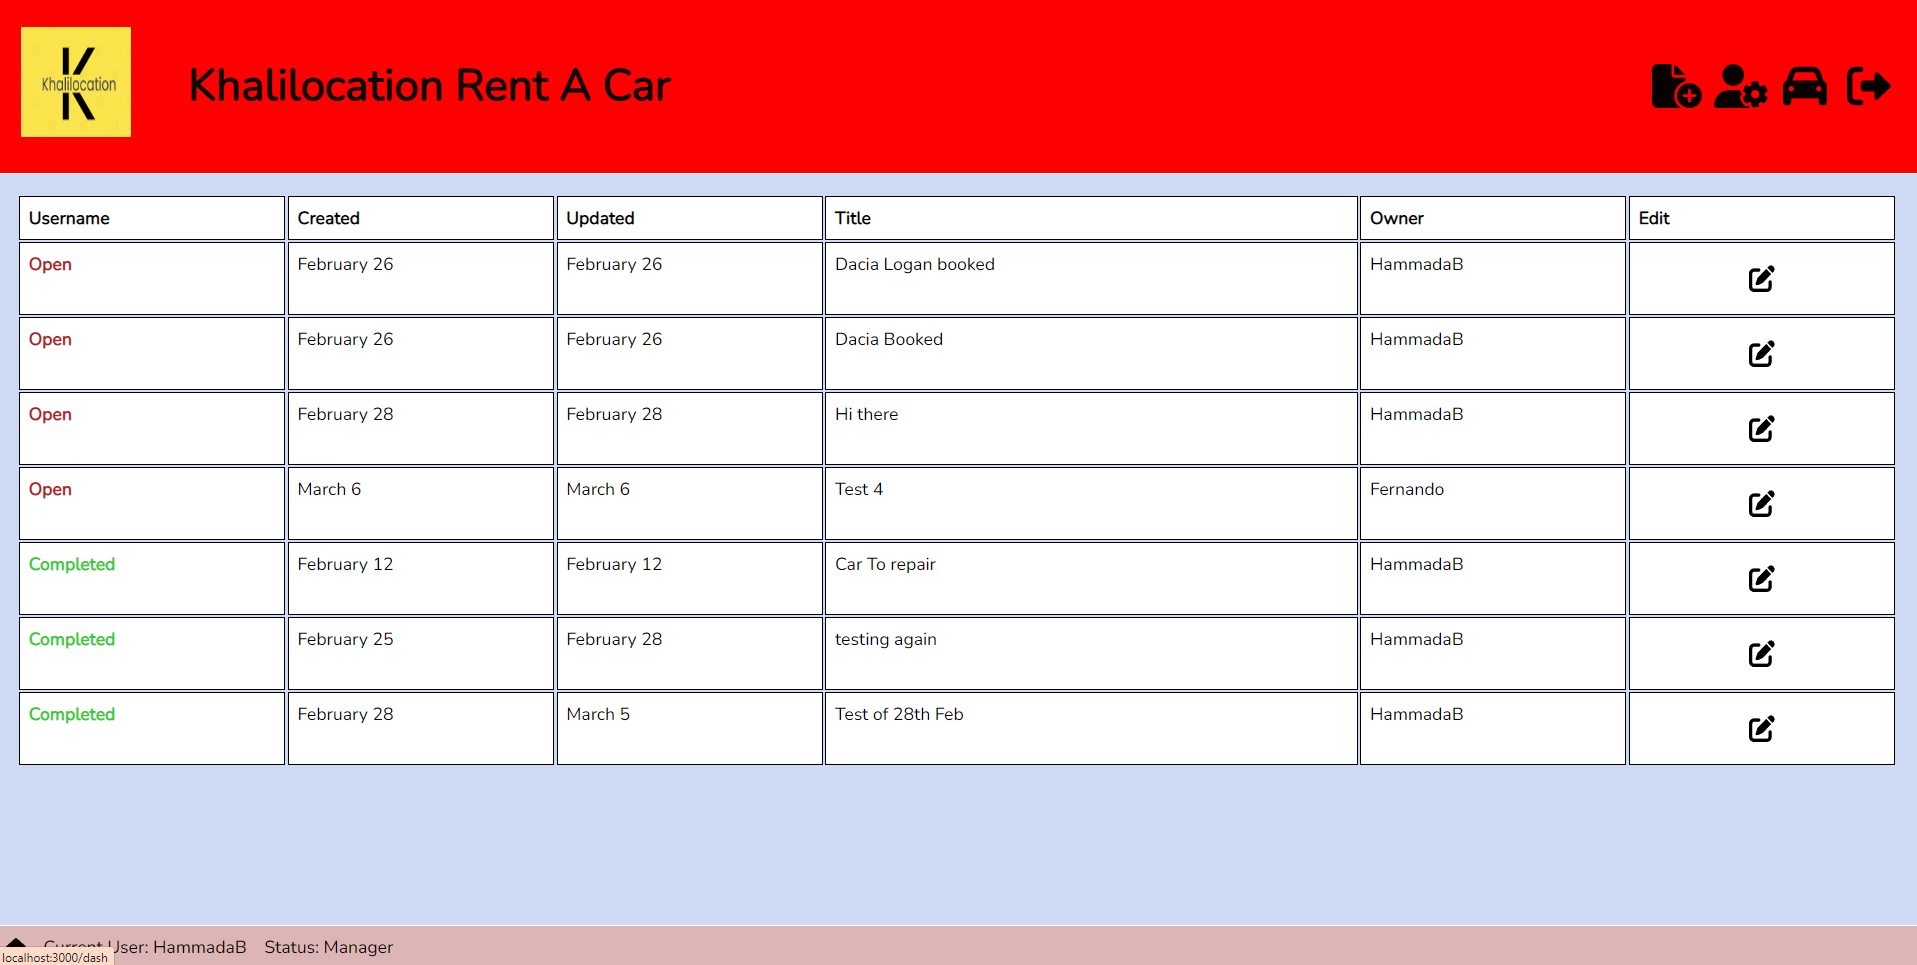 Khalilocation
Khalilocation Rent A Car
Username Created Updated Title Owner Edit
Open February 26 February 26 Dacia Logan booked HammadaB
Open February 26 February 26 Dacia Booked HammadaB
Open February 28 February 28 Hi there HammadaB
Open March 6 March 6 Test 4 Fernando
Completed February 12 February 12 Car To repair HammadaB
Completed February 25 February 28 testing again HammadaB
Completed February 28 March 5 Test of 28th Feb HammadaB
Current User: HammadaB Status: Manager
localhost:3000/dash